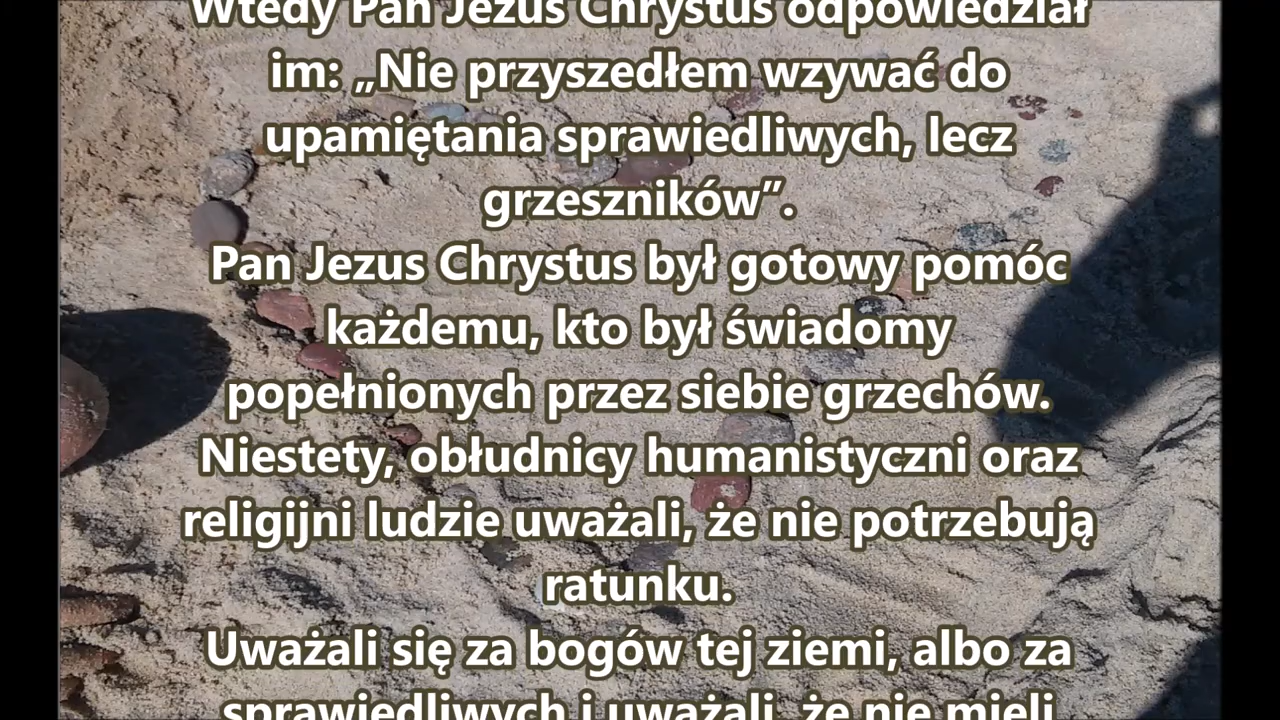 Wtedy Pan Jezus Chrystus odpowiedział
im: „Nie przyszedłem wzywać do
upamiętania sprawiedliwych, lecz
grzeszników”.
Pan Jezus Chrystus był gotowy pomóc
każdemu, kto był świadomy
popełnionych przez siebie grzechów.
Niestety, obłudnicy humanistyczni oraz
religijni ludzie uważali, że nie potrzebują
ratunku.
Uważali się za bogów tej ziemi, albo za
sprawiedliwych i uważali, że nie mieli